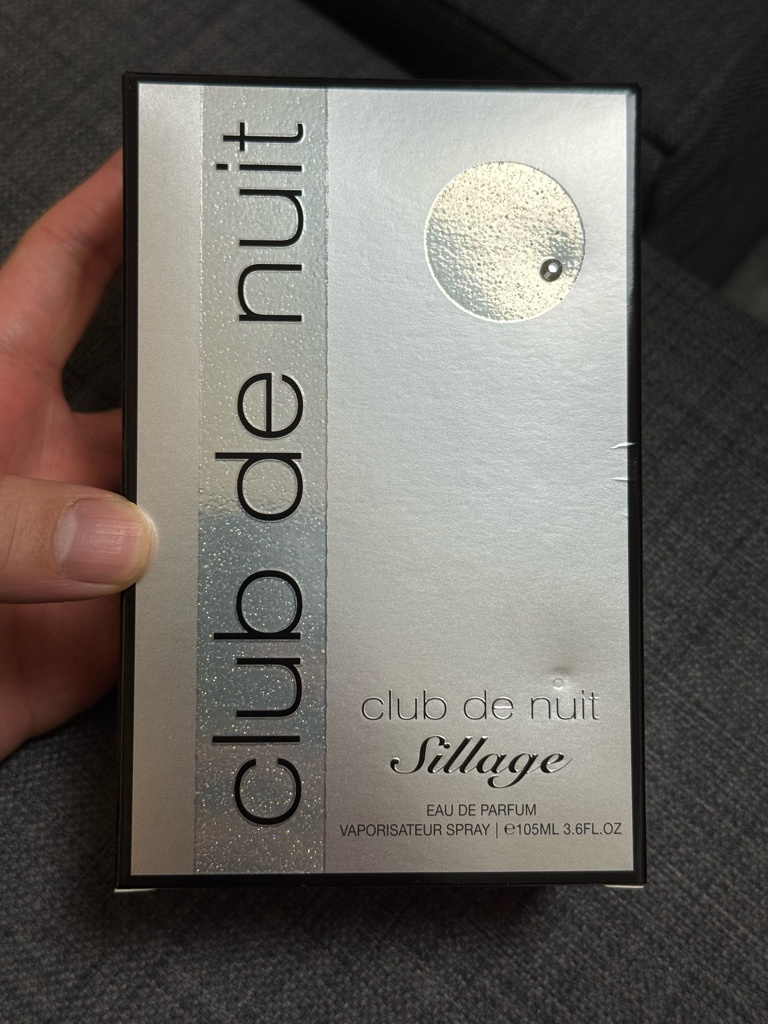 club de nuit
club de nuit
Sillage
EAU DE PARFUM
VAPORISATEUR SPRAY | ℮105ML 3.6FL.OZ